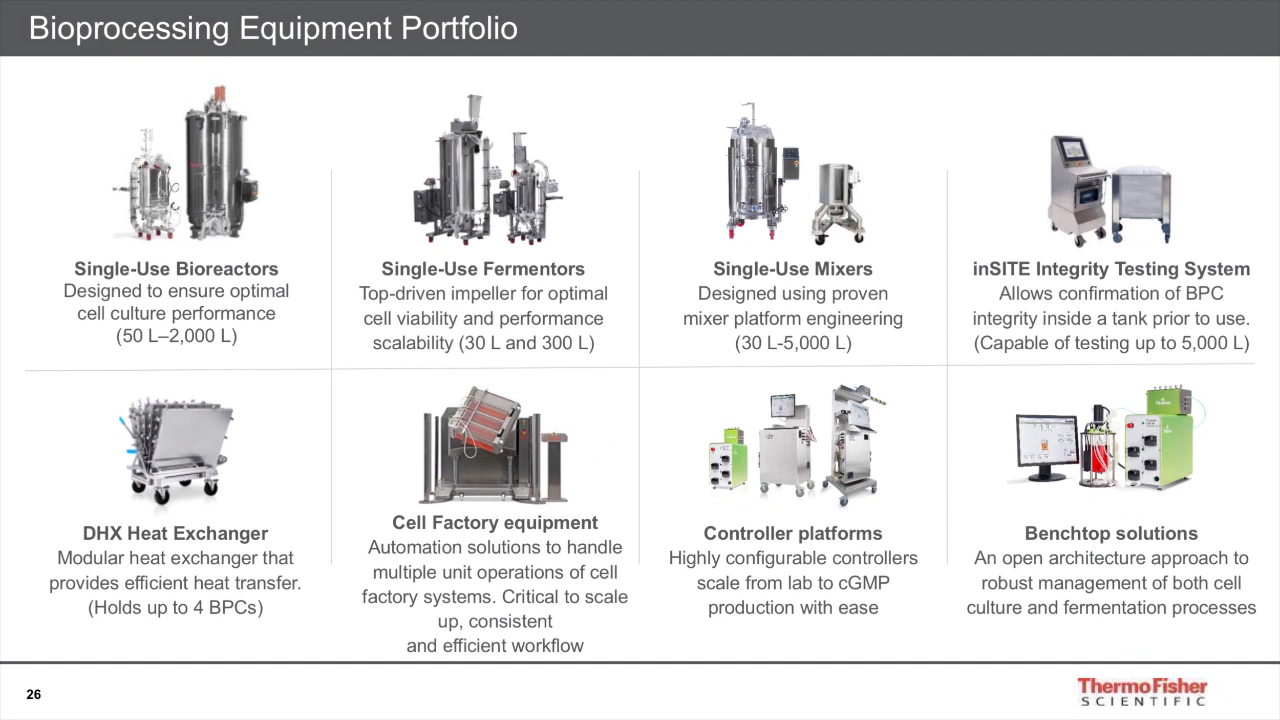 Bioprocessing Equipment Portfolio
Single-Use Bioreactors
Designed to ensure optimal
cell culture performance
(50 L–2,000 L)
Single-Use Fermentors
Top-driven impeller for optimal
cell viability and performance
scalability (30 L and 300 L)
Single-Use Mixers
Designed using proven
mixer platform engineering
(30 L-5,000 L)
inSITE Integrity Testing System
Allows confirmation of BPC
integrity inside a tank prior to use.
(Capable of testing up to 5,000 L)
DHX Heat Exchanger
Modular heat exchanger that
provides efficient heat transfer.
(Holds up to 4 BPCs)
Cell Factory equipment
Automation solutions to handle
multiple unit operations of cell
factory systems. Critical to scale
up, consistent
and efficient workflow
Controller platforms
Highly configurable controllers
scale from lab to cGMP
production with ease
Benchtop solutions
An open architecture approach to
robust management of both cell
culture and fermentation processes
26
ThermoFisher
SCIENTIFIC